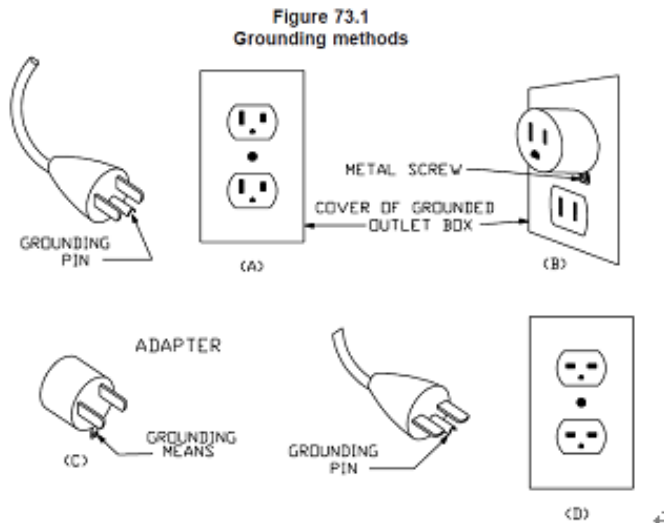 Figure 73.1
Grounding methods
METAL SCREW
COVER OF GROUNDED
OUTLET BOX
GROUNDING
PIN
(A)
(B)
ADAPTER
GROUNDING
MEANS
(C)
GROUNDING
PIN
(D)